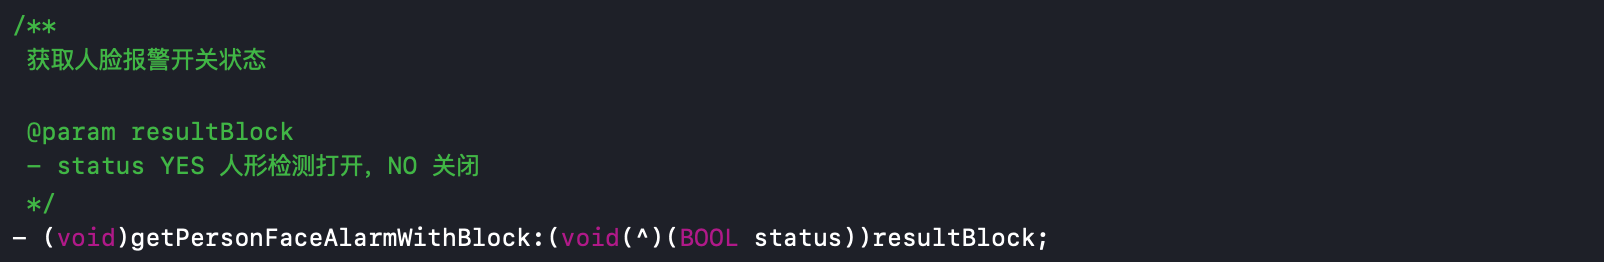 /**
获取人脸报警开关状态
@param resultBlock
- status YES 人形检测打开，NO 关闭
*/
- (void)getPersonFaceAlarmWithBlock:(void(^)(BOOL status))resultBlock;